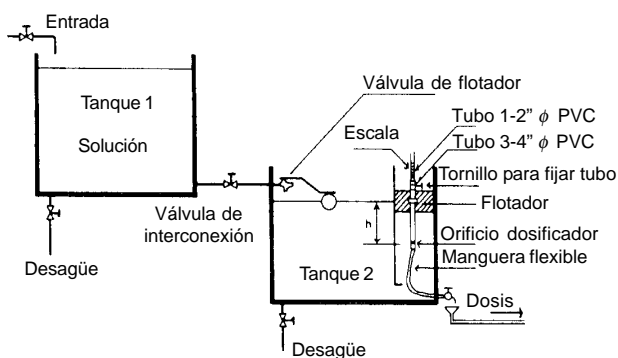 Entrada
Tanque 1
Solución
Válvula de flotador
Escala
Tubo 1-2” ϕ PVC
Tubo 3-4” ϕ PVC
Tornillo para fijar tubo
Flotador
Válvula de
interconexión
h
Orificio dosificador
Manguera flexible
Desagüe
Tanque 2
Dosis
Desagüe